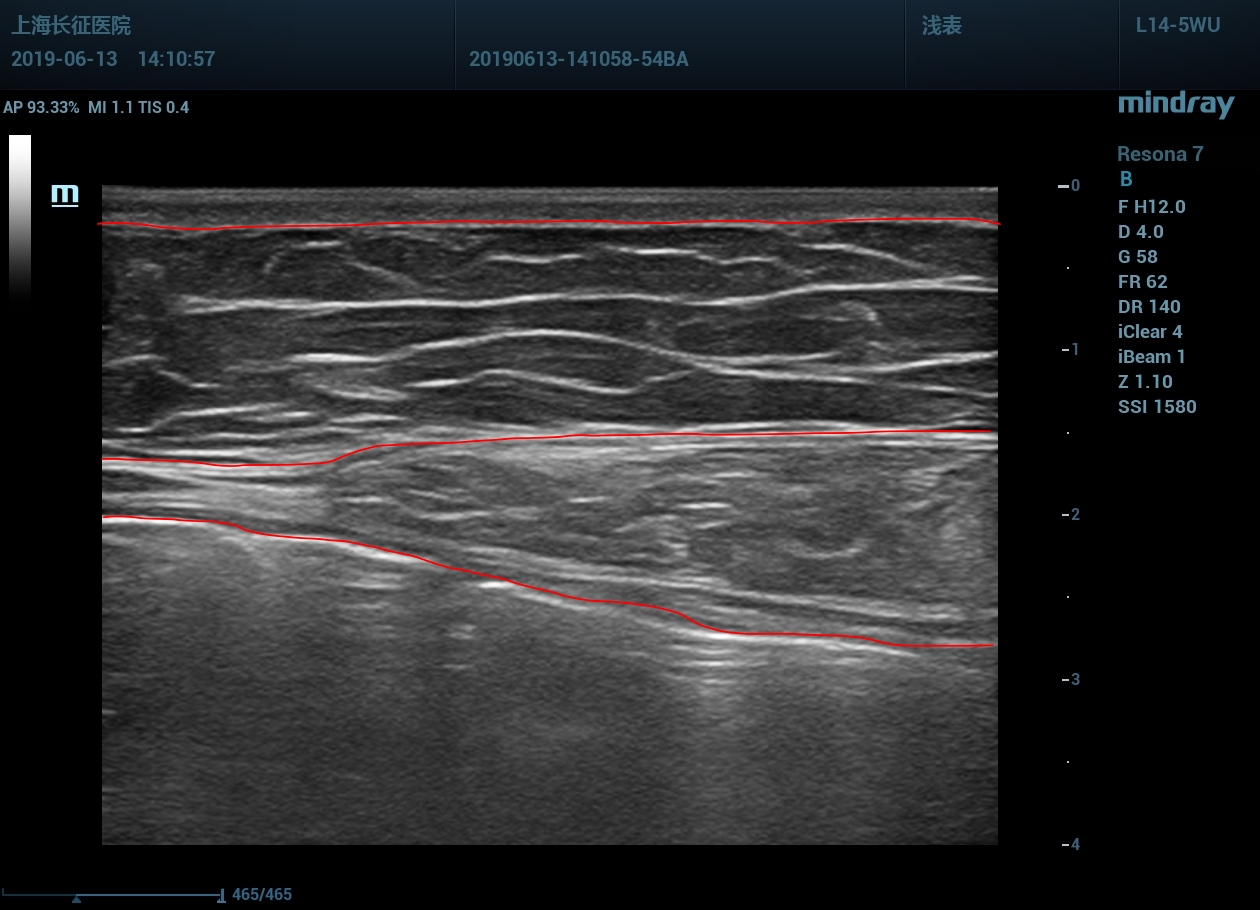 上海长征医院
2019-06-13 14:10:57
20190613-141058-54BA
浅表
L14-5WU
AP 93.33% MI 1.1 TIS 0.4
mindray
m
Resona 7
B
F H12.0
D 4.0
G 58
FR 62
DR 140
iClear 4
iBeam 1
Z 1.10
SSI 1580
0
1
2
3
4
465/465